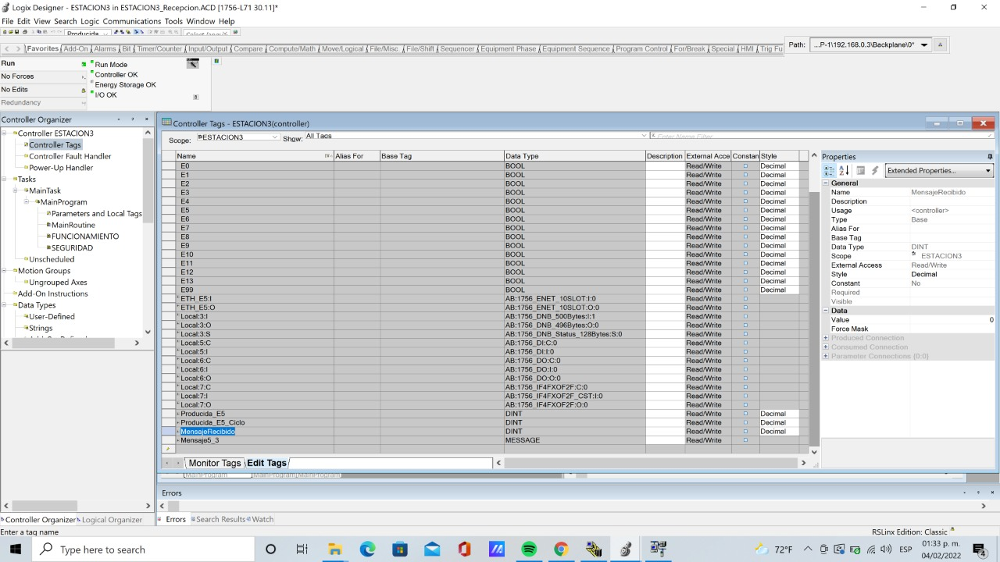 Logix Designer - ESTACION3 in ESTACION3_Recepcion.ACD [1756-L71 30.11]*
File Edit View Search Logic Communications Tools Window Help
Producida
Select language
Favorites Add-On Alarms Bit Timer/Counter Input/Output Compare Compute/Math Move/Logical File/Misc. File/Shift Sequencer Equipment Phase Equipment Sequence Program Control For/Break Special HMI Trig Fu
Path: ...P-1\192.168.0.3\Backplane\0*
Run
No Forces
No Edits
Redundancy
Run Mode
Controller OK
Energy Storage OK
I/O OK
Controller Organizer
Controller ESTACION3
Controller Tags
Controller Fault Handler
Power-Up Handler
Tasks
MainTask
MainProgram
Parameters and Local Tags
MainRoutine
FUNCIONAMIENTO
SEGURIDAD
Unscheduled
Motion Groups
Ungrouped Axes
Add-On Instructions
Data Types
User-Defined
Strings
Controller Organizer Logical Organizer
Enter a tag name
Controller Tags - ESTACION3(controller)
Scope: ESTACION3 Show: All Tags Enter Name Filter...
Name Alias For Base Tag Data Type Description External Acce Constan Style
E0 BOOL Read/Write Decimal
E1 BOOL Read/Write Decimal
E2 BOOL Read/Write Decimal
E3 BOOL Read/Write Decimal
E4 BOOL Read/Write Decimal
E5 BOOL Read/Write Decimal
E6 BOOL Read/Write Decimal
E7 BOOL Read/Write Decimal
E8 BOOL Read/Write Decimal
E9 BOOL Read/Write Decimal
E10 BOOL Read/Write Decimal
E11 BOOL Read/Write Decimal
E12 BOOL Read/Write Decimal
E13 BOOL Read/Write Decimal
E99 BOOL Read/Write Decimal
ETH_E5:I AB:1756_ENET_10SLOT:I:0 Read/Write
ETH_E5:O AB:1756_ENET_10SLOT:O:0 Read/Write
Local:3:I AB:1756_DNB_500Bytes:I:1 Read/Write
Local:3:O AB:1756_DNB_496Bytes:O:0 Read/Write
Local:3:S AB:1756_DNB_Status_128Bytes:S:0 Read/Write
Local:5:C AB:1756_DI:C:0 Read/Write
Local:5:I AB:1756_DI:I:0 Read/Write
Local:6:C AB:1756_DO:C:0 Read/Write
Local:6:I AB:1756_DO:I:0 Read/Write
Local:6:O AB:1756_DO:O:0 Read/Write
Local:7:C AB:1756_IF4FXOF2F:C:0 Read/Write
Local:7:I AB:1756_IF4FXOF2F_CST:I:0 Read/Write
Local:7:O AB:1756_IF4FXOF2F:O:0 Read/Write
Producida_E5 DINT Read/Write Decimal
Producida_E5_Ciclo DINT Read/Write Decimal
MensajeRecibido DINT Read/Write Decimal
Mensaje5_3 MESSAGE Read/Write
Monitor Tags Edit Tags
Properties
Extended Properties...
General
Name MensajeRecibido
Description
Usage <controller>
Type Base
Alias For
Base Tag
Data Type DINT
Scope ESTACION3
External Access Read/Write
Style Decimal
Constant No
Required
Visible
Data
Value 0
Force Mask
Produced Connection
Consumed Connection
Parameter Connections {0:0}
MainProgram MainProgram MainProgram
Errors
Errors Search Results Watch
RSLinx Edition: Classic
Type here to search
72°F
ESP
01:33 p. m.
04/02/2022
4